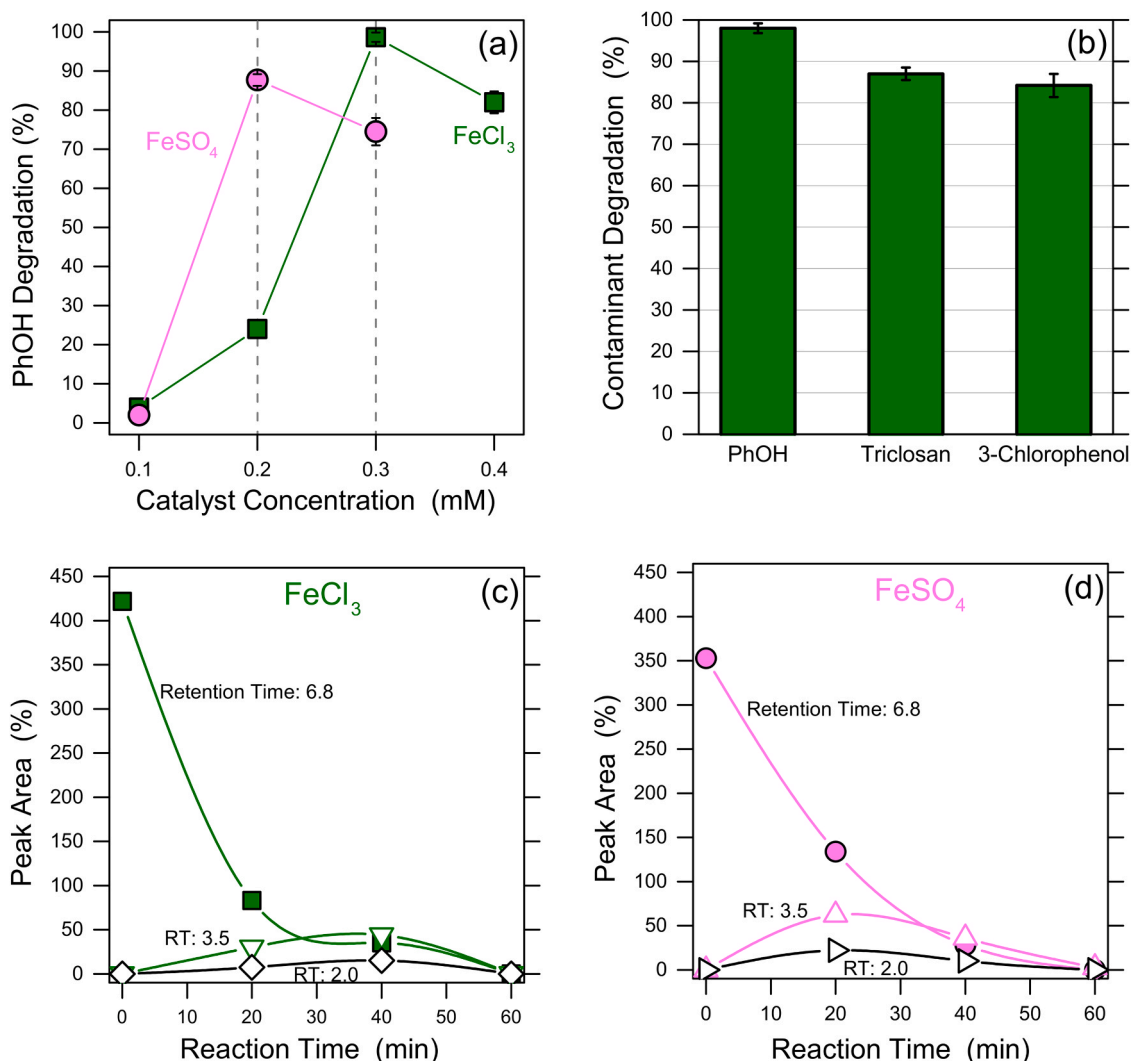 (a)
100
90
80
70
60
50
40
30
20
10
0
FeSO₄
FeCl₃
PhOH Degradation (%)
0.1 0.2 0.3 0.4
Catalyst Concentration (mM)
(b)
100
90
80
70
60
50
40
30
20
10
0
Contaminant Degradation (%)
PhOH Triclosan 3-Chlorophenol
(c)
FeCl₃
450
400
350
300
250
200
150
100
50
0
Peak Area (%)
Retention Time: 6.8
RT: 3.5
RT: 2.0
0 10 20 30 40 50 60
Reaction Time (min)
(d)
FeSO₄
450
400
350
300
250
200
150
100
50
0
Peak Area (%)
Retention Time: 6.8
RT: 3.5
RT: 2.0
0 10 20 30 40 50 60
Reaction Time (min)